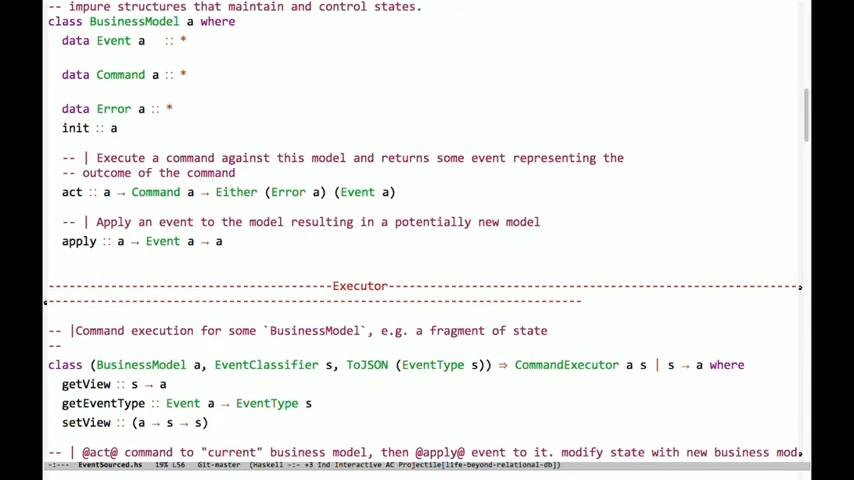 -- impure structures that maintain and control states.
class BusinessModel a where
data Event a :: *
data Command a :: *
data Error a :: *
init :: a
-- | Execute a command against this model and returns some event representing the
-- outcome of the command
act :: a → Command a → Either (Error a) (Event a)
-- | Apply an event to the model resulting in a potentially new model
apply :: a → Event a → a
--------------------------------------Executor-------------------------------------------------------
-----------------------------------------------------------------------
-- |Command execution for some `BusinessModel`, e.g. a fragment of state
--
class (BusinessModel a, EventClassifier s, ToJSON (EventType s)) ⇒ CommandExecutor a s | s → a where
getView :: s → a
getEventType :: Event a → EventType s
setView :: (a → s → s)
-- | @act@ command to "current" business model, then @apply@ event to it. modify state with new business mod
-:--- EventSourced.hs 19% L56 Git-master (Haskell -:- +3 Ind Interactive AC Projectile[life-beyond-relational-db])